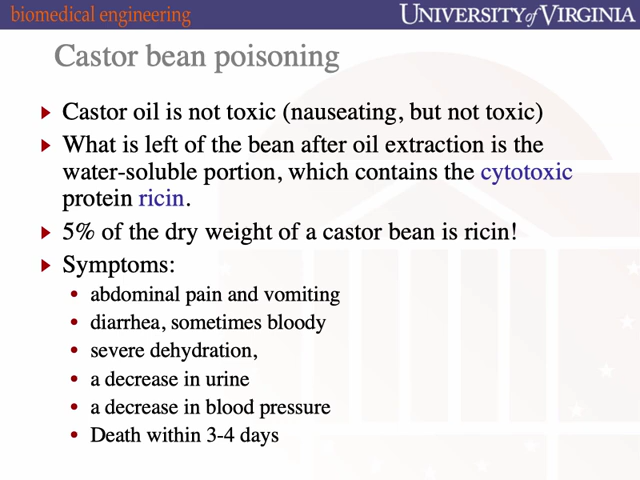 biomedical engineering
UNIVERSITY of VIRGINIA
Castor bean poisoning
Castor oil is not toxic (nauseating, but not toxic)
What is left of the bean after oil extraction is the
water-soluble portion, which contains the cytotoxic
protein ricin.
5% of the dry weight of a castor bean is ricin!
Symptoms:
• abdominal pain and vomiting
• diarrhea, sometimes bloody
• severe dehydration,
• a decrease in urine
• a decrease in blood pressure
• Death within 3-4 days